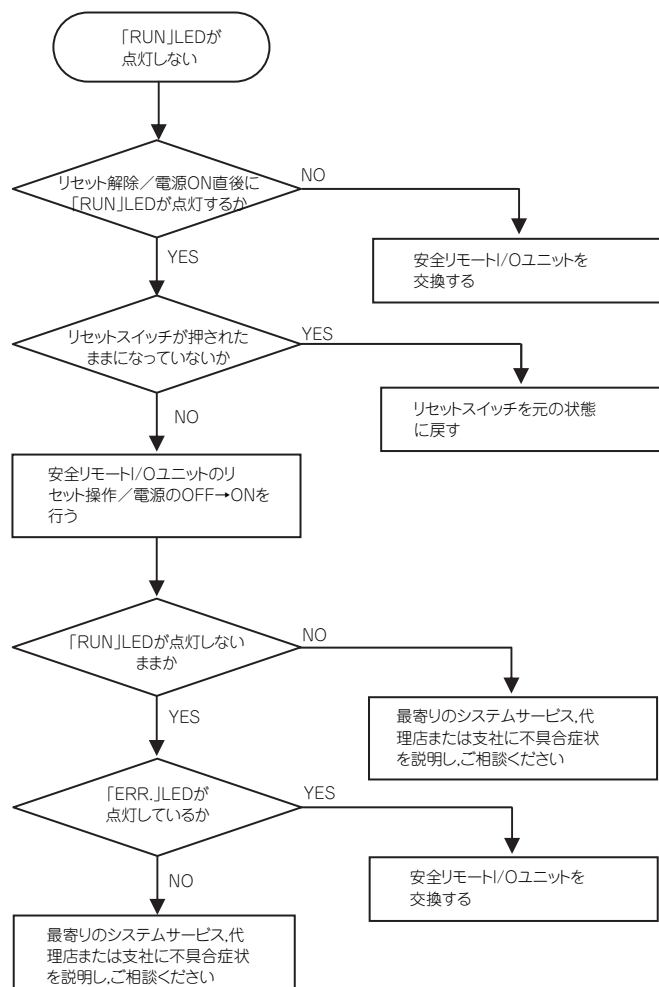 「RUN」LEDが
点灯しない
リセット解除／電源ON直後に
「RUN」LEDが点灯するか
NO
YES
安全リモートI/Oユニットを
交換する
リセットスイッチが押された
ままになっていないか
YES
NO
リセットスイッチを元の状態
に戻す
安全リモートI/Oユニットのリ
セット操作／電源のOFF→ONを
行う
「RUN」LEDが点灯しない
ままか
NO
YES
最寄りのシステムサービス,代
理店または支社に不具合症状
を説明し,ご相談ください
「ERR.」LEDが
点灯しているか
YES
NO
安全リモートI/Oユニットを
交換する
最寄りのシステムサービス,代
理店または支社に不具合症状
を説明し,ご相談ください